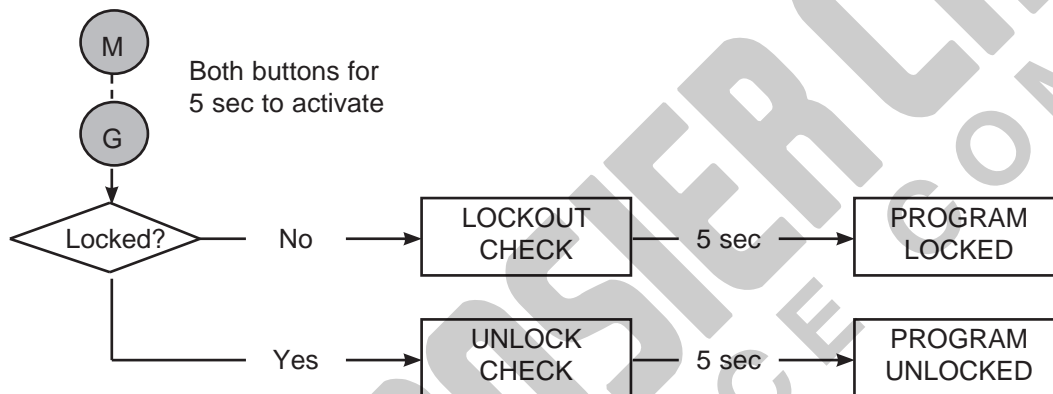 M
Both buttons for
5 sec to activate
G
Locked?
No
LOCKOUT
CHECK
5 sec
PROGRAM
LOCKED
Yes
UNLOCK
CHECK
5 sec
PROGRAM
UNLOCKED